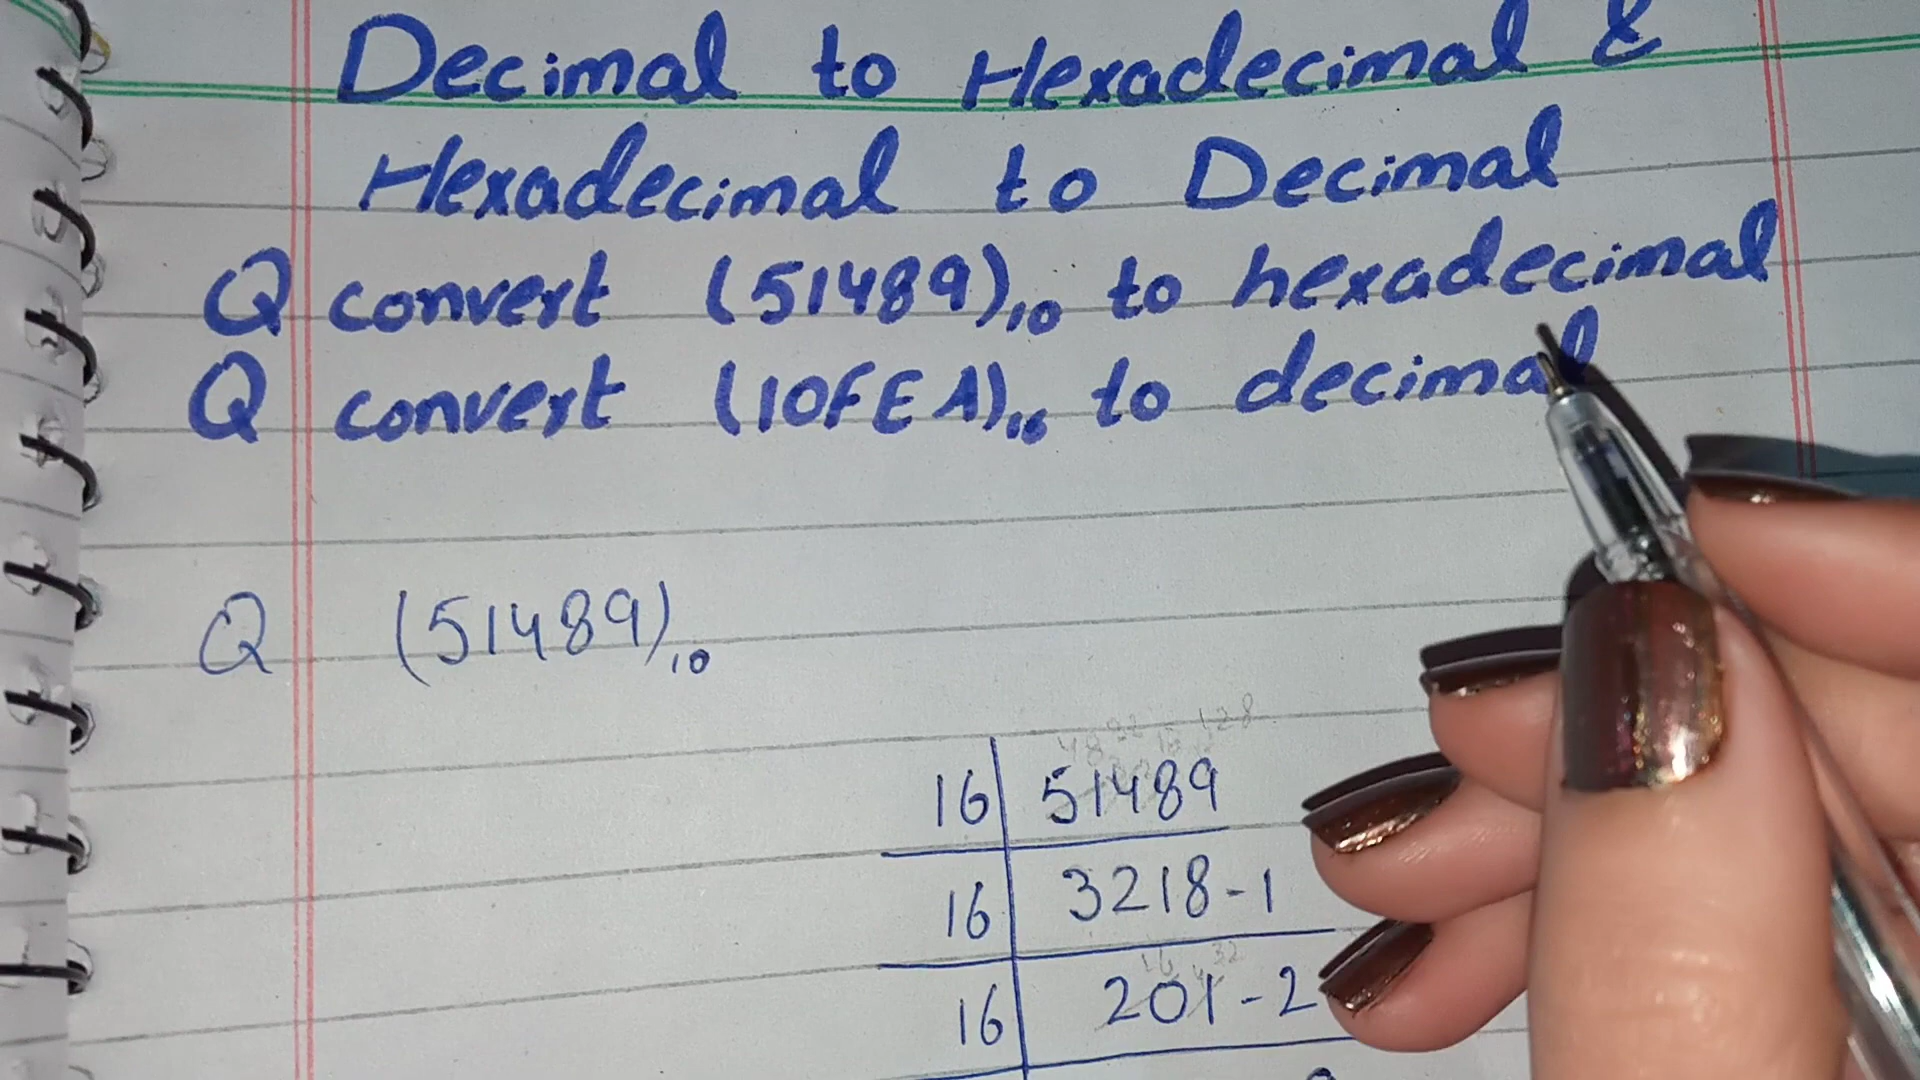 Decimal to Hexadecimal &
Hexadecimal to Decimal
Q convert (51489)₁₀ to hexadecimal
Q convert (10FEA)₁₆ to decimal
Q (51489)₁₀
16 51489
16 3218-1
16 201-2